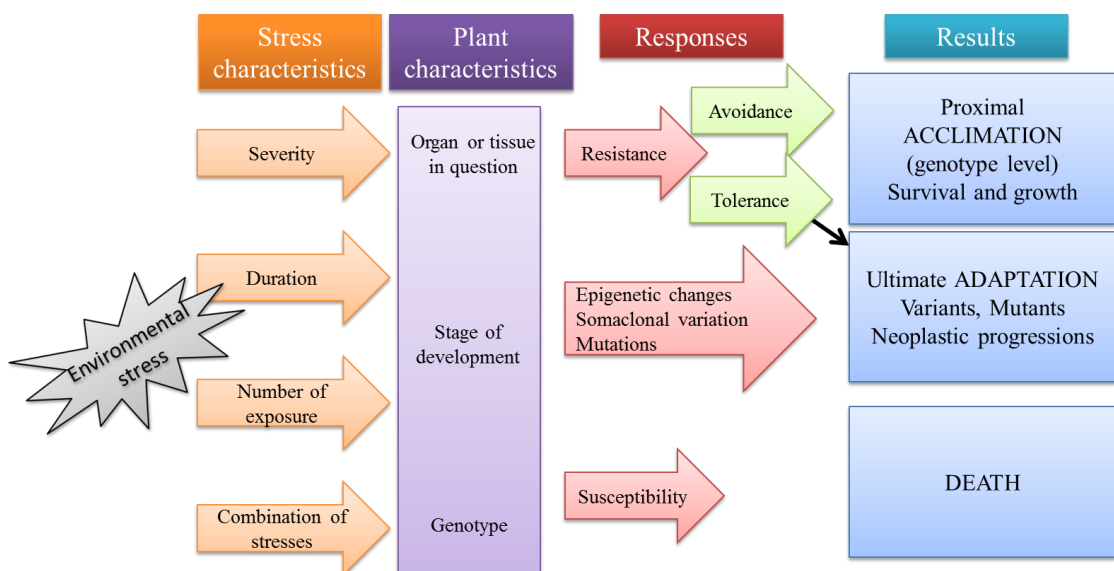 Stress
characteristics
Plant
characteristics
Responses
Results
Environmental
stress
Severity
Duration
Number of
exposure
Combination of
stresses
Organ or tissue
in question
Stage of
development
Genotype
Resistance
Avoidance
Tolerance
Epigenetic changes
Somaclonal variation
Mutations
Susceptibility
Proximal
ACCLIMATION
(genotype level)
Survival and growth
Ultimate ADAPTATION
Variants, Mutants
Neoplastic progressions
DEATH